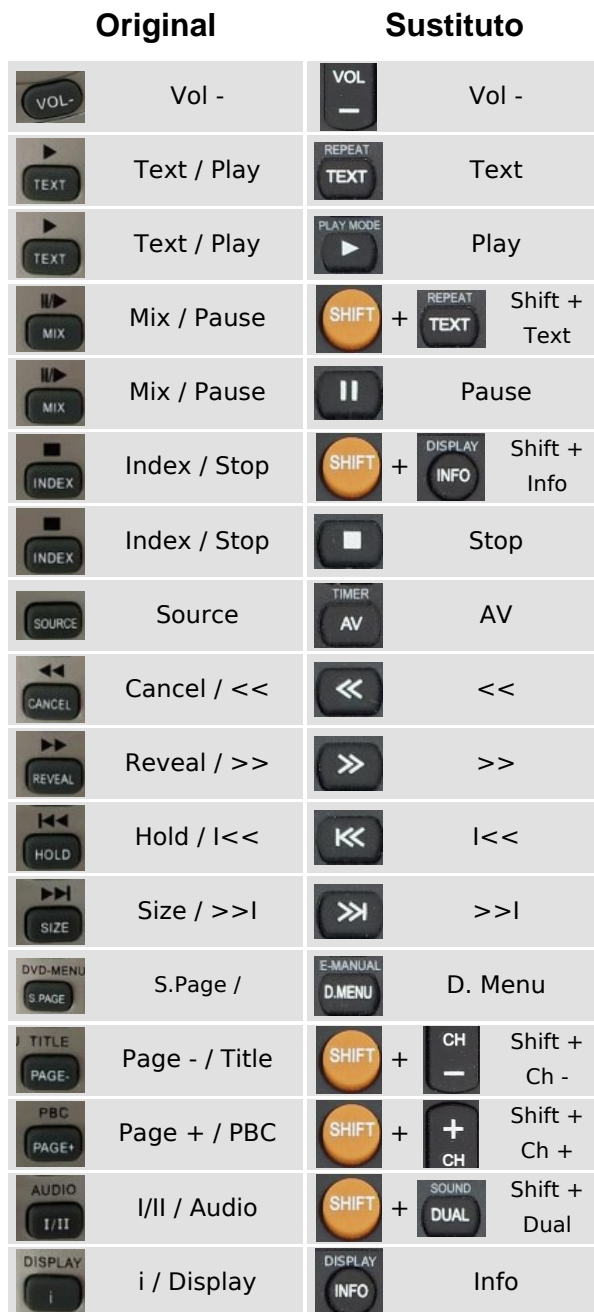 Original Sustituto
VOL- Vol - VOL Vol -
TEXT Text / Play REPEAT TEXT Text
TEXT Text / Play PLAY MODE Play
MIX Mix / Pause SHIFT + REPEAT TEXT Shift +
Text
MIX Mix / Pause Pause
INDEX Index / Stop SHIFT + DISPLAY INFO Shift +
Info
INDEX Index / Stop Stop
SOURCE Source TIMER AV AV
CANCEL Cancel / << <<
REVEAL Reveal / >> >>
HOLD Hold / I<< I<<
SIZE Size / >>I >>I
DVD-MENU S.PAGE S.Page / E-MANUAL D.MENU D. Menu
TITLE PAGE- Page - / Title SHIFT + CH Shift +
Ch -
PBC PAGE+ Page + / PBC SHIFT + + CH Shift +
Ch +
AUDIO I/II I/II / Audio SHIFT + SOUND DUAL Shift +
Dual
DISPLAY i i / Display DISPLAY INFO Info